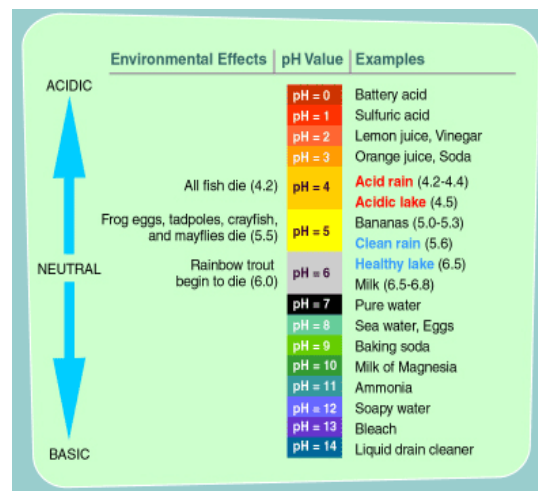 Environmental Effects pH Value Examples
ACIDIC
pH = 0 Battery acid
pH = 1 Sulfuric acid
pH = 2 Lemon juice, Vinegar
pH = 3 Orange juice, Soda
All fish die (4.2) pH = 4 Acid rain (4.2-4.4)
Acidic lake (4.5)
Frog eggs, tadpoles, crayfish, and mayflies die (5.5) pH = 5 Bananas (5.0-5.3)
Clean rain (5.6)
NEUTRAL
Rainbow trout begin to die (6.0) pH = 6 Healthy lake (6.5)
Milk (6.5-6.8)
pH = 7 Pure water
pH = 8 Sea water, Eggs
pH = 9 Baking soda
pH = 10 Milk of Magnesia
pH = 11 Ammonia
pH = 12 Soapy water
pH = 13 Bleach
pH = 14 Liquid drain cleaner
BASIC